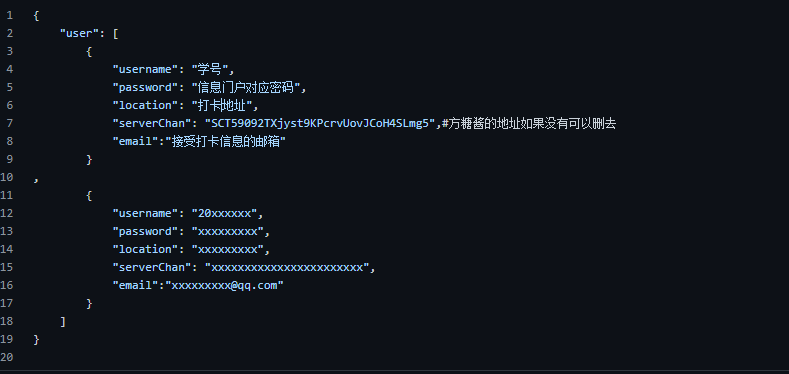 1 {
2 "user": [
3 {
4 "username": "学号",
5 "password": "信息门户对应密码",
6 "location": "打卡地址",
7 "serverChan": "SCT59092TXjyst9KPcrvUovJCoH4SLmg5",#方糖酱的地址如果没有可以删去
8 "email":"接受打卡信息的邮箱"
9 }
10 ,
11 {
12 "username": "20xxxxxx",
13 "password": "xxxxxxxxx",
14 "location": "xxxxxxxxx",
15 "serverChan": "xxxxxxxxxxxxxxxxxxxxxxx",
16 "email":"xxxxxxxxx@qq.com"
17 }
18 ]
19 }
20